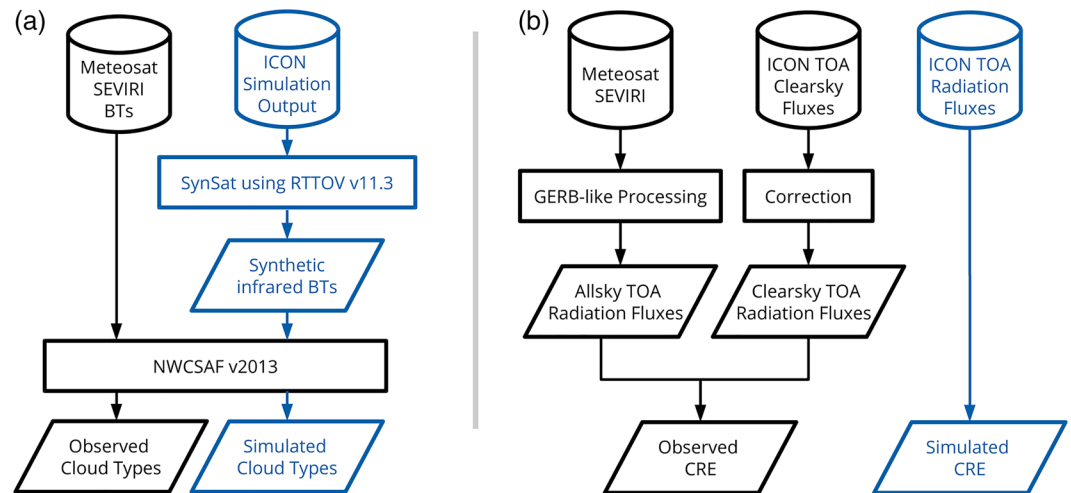 (a)
Meteosat
SEVIRI
BTs
ICON
Simulation
Output
SynSat using RTTOV v11.3
Synthetic
infrared BTs
NWCSAF v2013
Observed
Cloud Types
Simulated
Cloud Types
(b)
Meteosat
SEVIRI
ICON TOA
Clearsky
Fluxes
ICON TOA
Radiation
Fluxes
GERB-like Processing
Correction
Allsky TOA
Radiation Fluxes
Clearsky TOA
Radiation Fluxes
Observed
CRE
Simulated
CRE